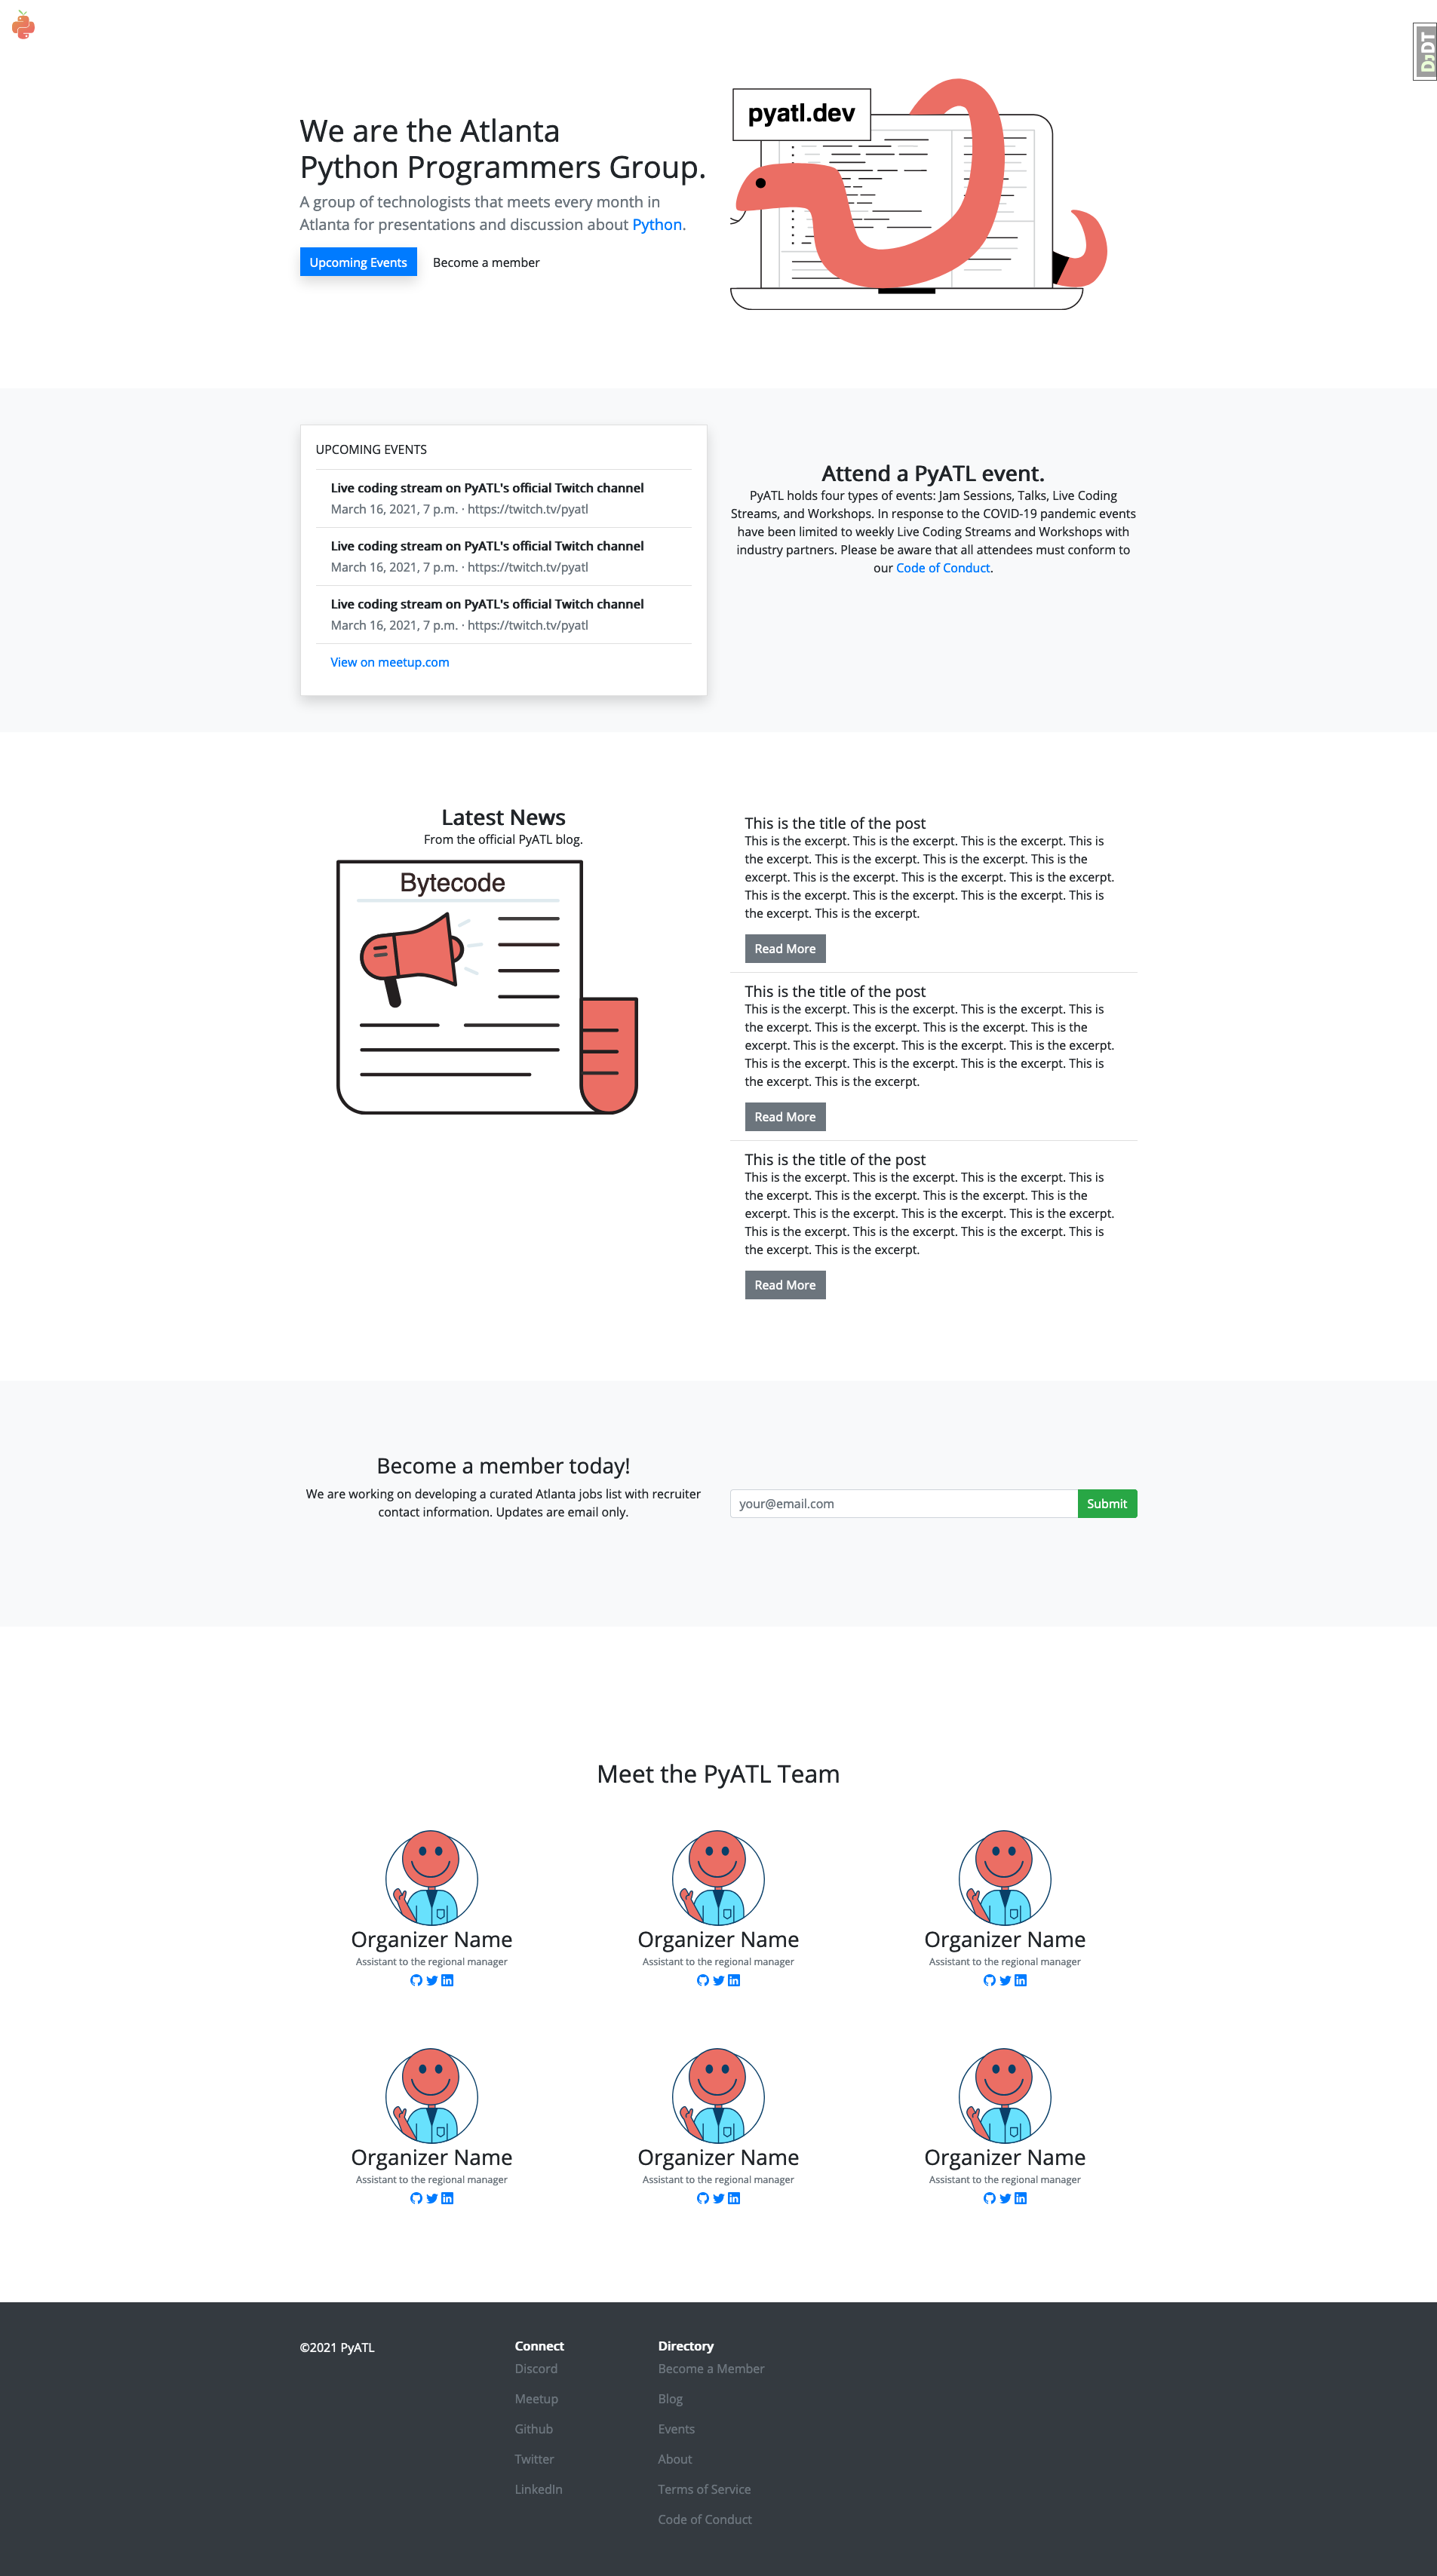 DjDT
We are the Atlanta
Python Programmers Group.
A group of technologists that meets every month in
Atlanta for presentations and discussion about Python.
Upcoming Events
Become a member
pyatl.dev
UPCOMING EVENTS
Live coding stream on PyATL's official Twitch channel
March 16, 2021, 7 p.m. · https://twitch.tv/pyatl
Live coding stream on PyATL's official Twitch channel
March 16, 2021, 7 p.m. · https://twitch.tv/pyatl
Live coding stream on PyATL's official Twitch channel
March 16, 2021, 7 p.m. · https://twitch.tv/pyatl
View on meetup.com
Attend a PyATL event.
PyATL holds four types of events: Jam Sessions, Talks, Live Coding
Streams, and Workshops. In response to the COVID-19 pandemic events
have been limited to weekly Live Coding Streams and Workshops with
industry partners. Please be aware that all attendees must conform to
our Code of Conduct.
Latest News
From the official PyATL blog.
Bytecode
This is the title of the post
This is the excerpt. This is the excerpt. This is the excerpt. This is
the excerpt. This is the excerpt. This is the excerpt. This is the
excerpt. This is the excerpt. This is the excerpt. This is the excerpt.
This is the excerpt. This is the excerpt. This is the excerpt. This is
the excerpt. This is the excerpt.
Read More
This is the title of the post
This is the excerpt. This is the excerpt. This is the excerpt. This is
the excerpt. This is the excerpt. This is the excerpt. This is the
excerpt. This is the excerpt. This is the excerpt. This is the excerpt.
This is the excerpt. This is the excerpt. This is the excerpt. This is
the excerpt. This is the excerpt.
Read More
This is the title of the post
This is the excerpt. This is the excerpt. This is the excerpt. This is
the excerpt. This is the excerpt. This is the excerpt. This is the
excerpt. This is the excerpt. This is the excerpt. This is the excerpt.
This is the excerpt. This is the excerpt. This is the excerpt. This is
the excerpt. This is the excerpt.
Read More
Become a member today!
We are working on developing a curated Atlanta jobs list with recruiter
contact information. Updates are email only.
your@email.com
Submit
Meet the PyATL Team
Organizer Name
Assistant to the regional manager
Organizer Name
Assistant to the regional manager
Organizer Name
Assistant to the regional manager
Organizer Name
Assistant to the regional manager
Organizer Name
Assistant to the regional manager
Organizer Name
Assistant to the regional manager
©2021 PyATL
Connect
Discord
Meetup
Github
Twitter
LinkedIn
Directory
Become a Member
Blog
Events
About
Terms of Service
Code of Conduct